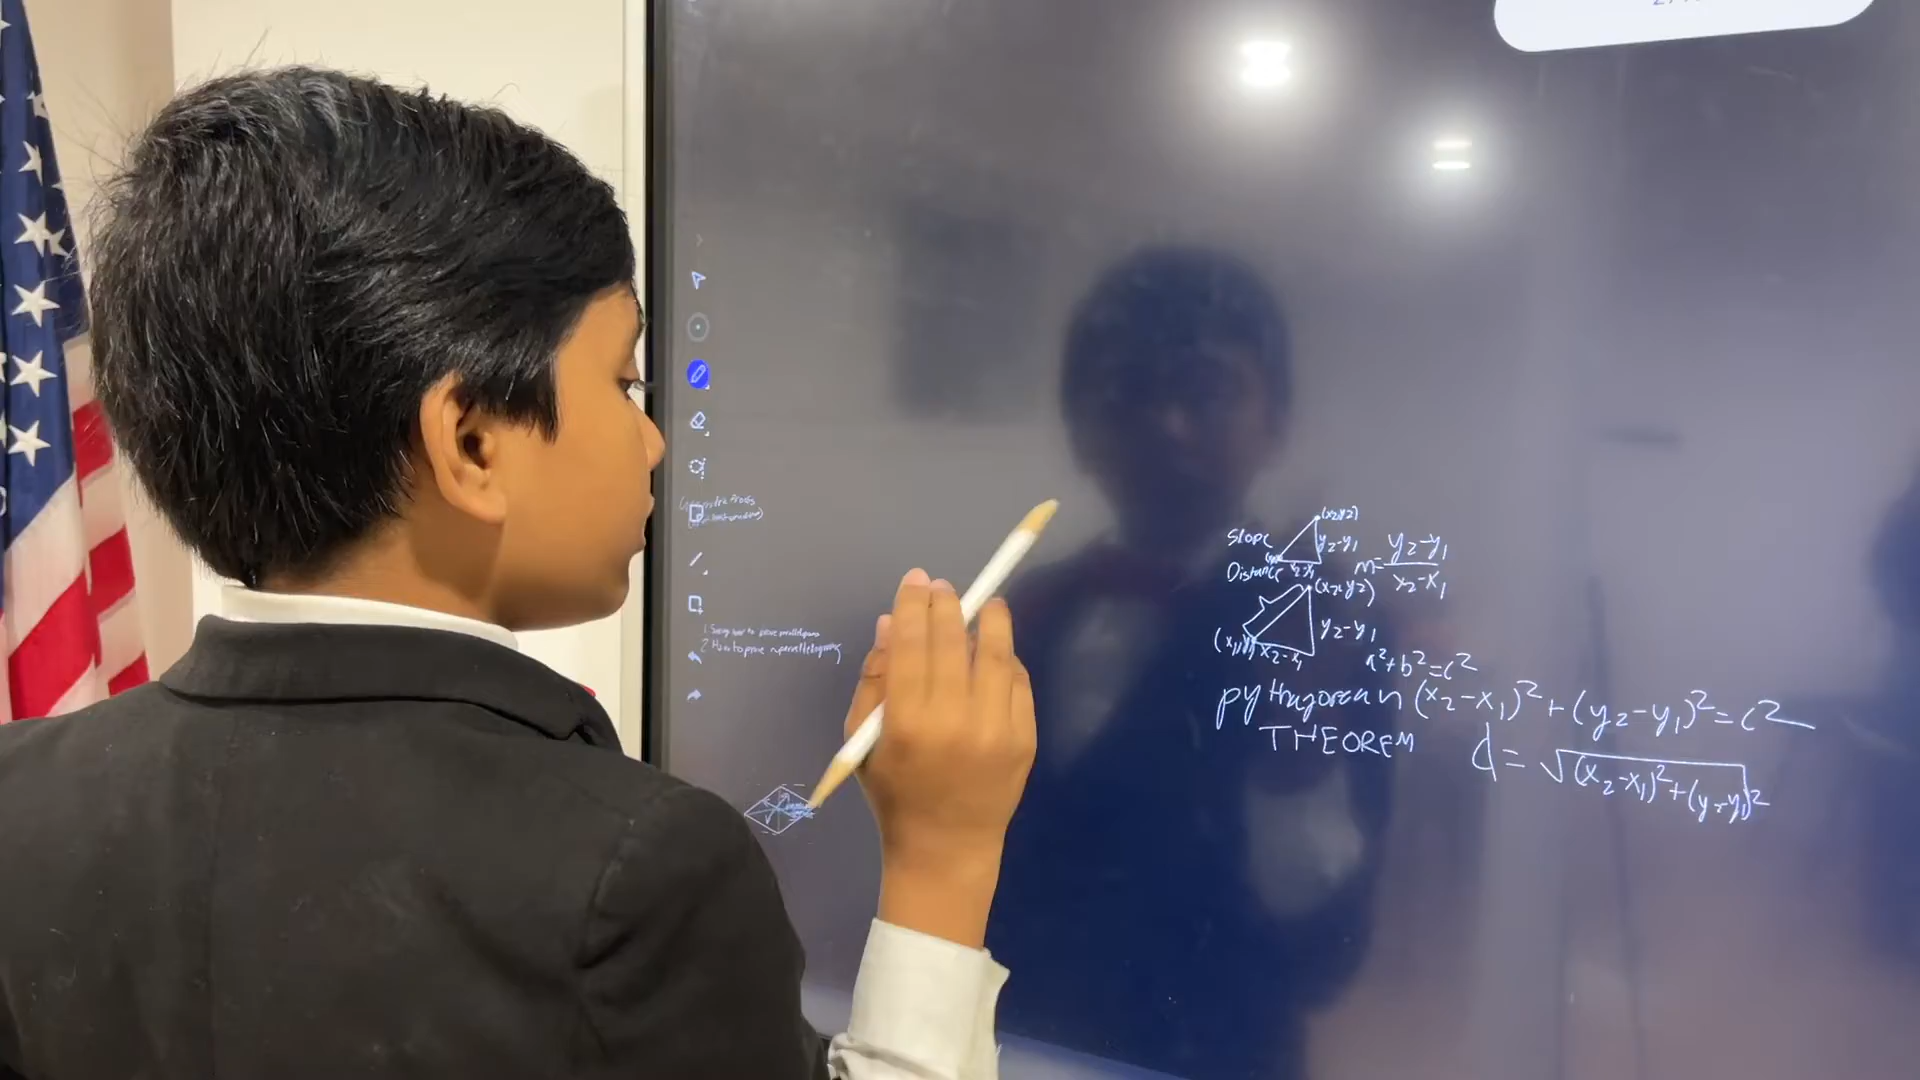 Slope
(x2,y2)
y2-y1
x2-x1
m= y2-y1
x2-x1
Distance
(x2,y2)
y2-y1
(x1,y1)
x2-x1
a²+b²=c²
pythagorean (x2-x1)²+(y2-y1)²=c²
THEOREM
d=√(x2-x1)²+(y2-y1)²
2 How to prove